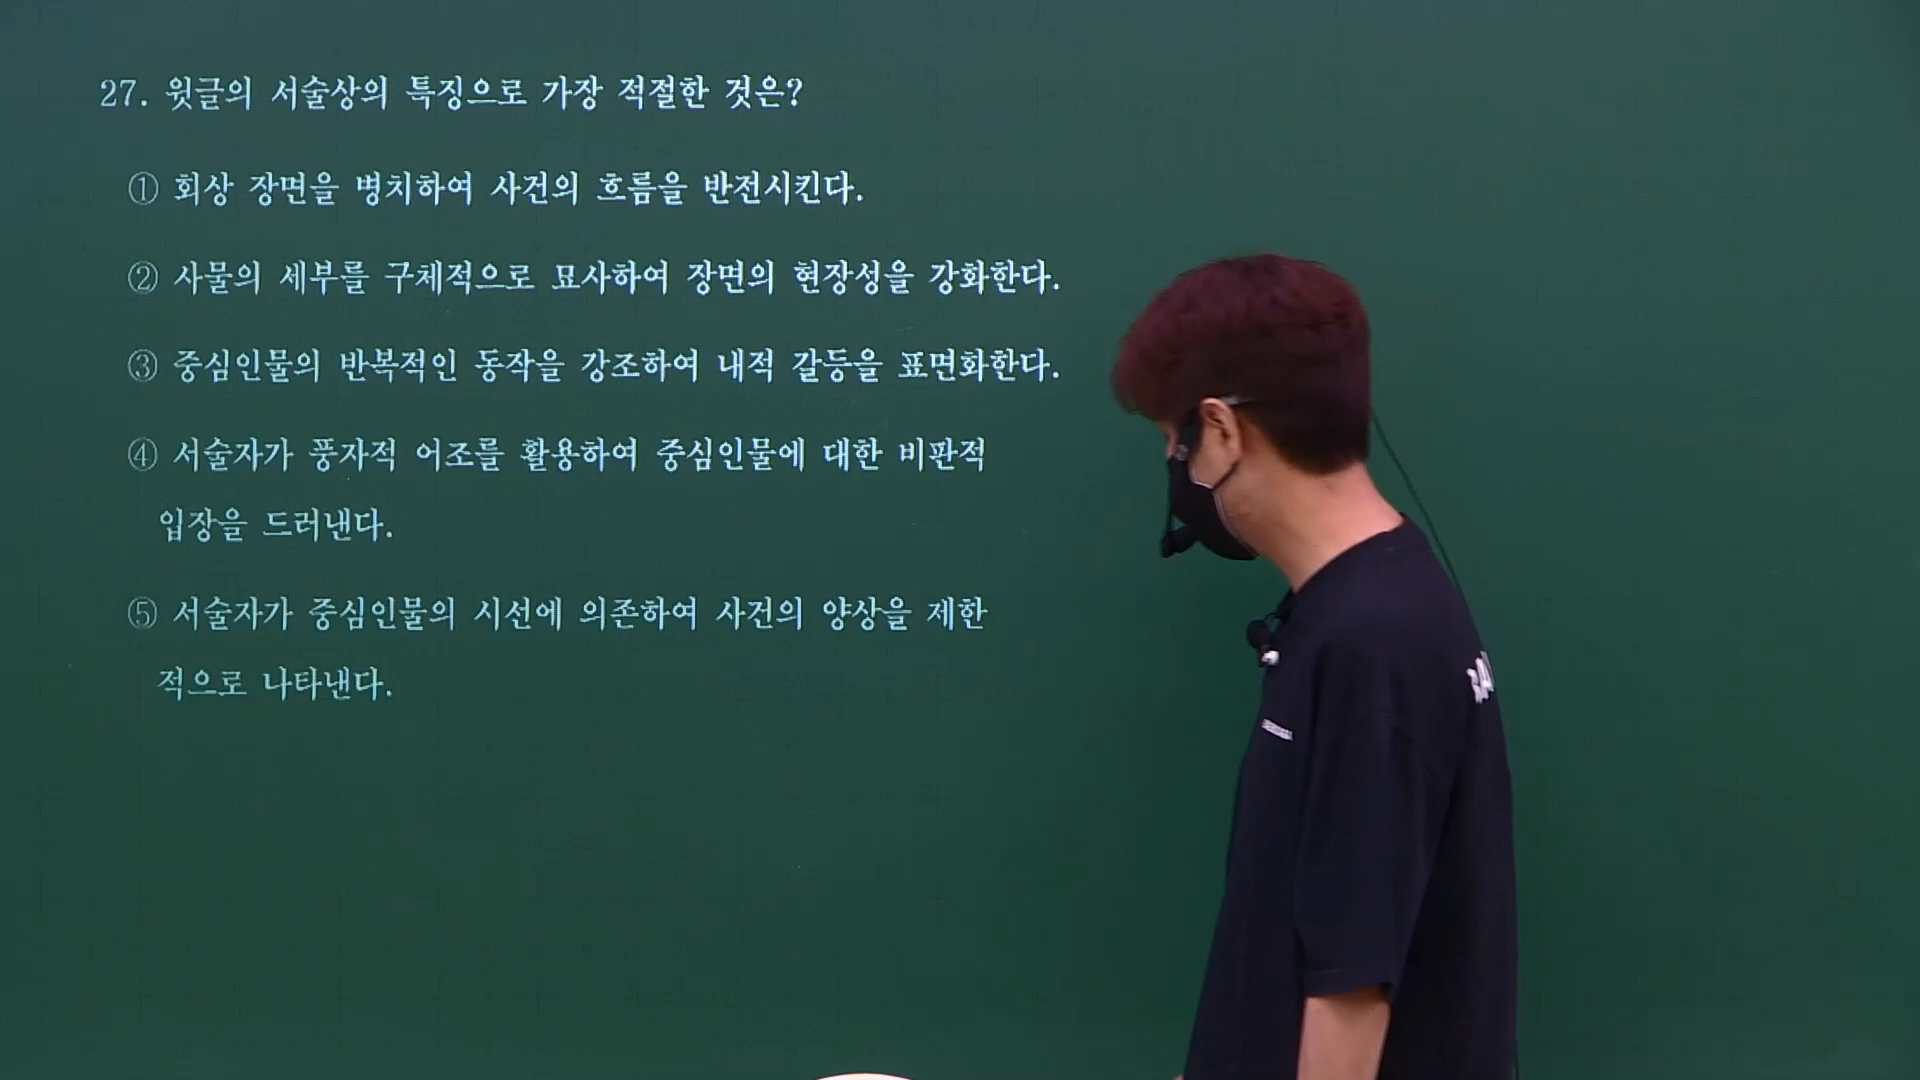 27. 윗글의 서술상의 특징으로 가장 적절한 것은?
① 회상 장면을 병치하여 사건의 흐름을 반전시킨다.
② 사물의 세부를 구체적으로 묘사하여 장면의 현장성을 강화한다.
③ 중심인물의 반복적인 동작을 강조하여 내적 갈등을 표면화한다.
④ 서술자가 풍자적 어조를 활용하여 중심인물에 대한 비판적
입장을 드러낸다.
⑤ 서술자가 중심인물의 시선에 의존하여 사건의 양상을 제한
적으로 나타낸다.